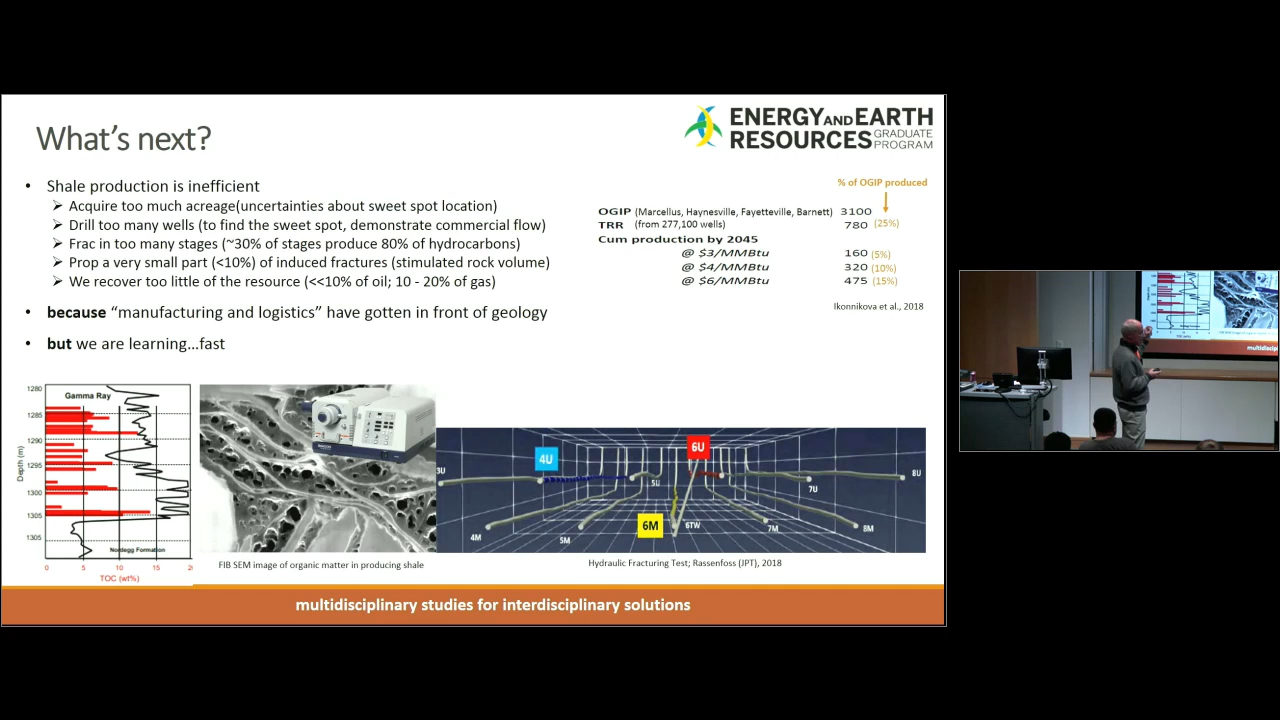 What's next?
ENERGY AND EARTH
RESOURCES GRADUATE
PROGRAM
• Shale production is inefficient
➢ Acquire too much acreage(uncertainties about sweet spot location)
➢ Drill too many wells (to find the sweet spot, demonstrate commercial flow)
➢ Frac in too many stages (~30% of stages produce 80% of hydrocarbons)
➢ Prop a very small part (<10%) of induced fractures (stimulated rock volume)
➢ We recover too little of the resource (<<10% of oil; 10 - 20% of gas)
• because “manufacturing and logistics” have gotten in front of geology
• but we are learning...fast
% of OGIP produced
OGIP (Marcellus, Haynesville, Fayetteville, Barnett) 3100
TRR (from 277,100 wells) 780 (25%)
Cum production by 2045
@ $3/MMBtu 160 (5%)
@ $4/MMBtu 320 (10%)
@ $6/MMBtu 475 (15%)
Ikonnikova et al., 2018
Gamma Ray
Depth (m)
1280
1285
1290
1295
1300
1305
1305
Nordegg Formation
0 5 10 15
TOC (wt%)
FIB SEM image of organic matter in producing shale
3U
4U
5U
6U
7U
8U
4M
5M
6M
6TW
7M
8M
Hydraulic Fracturing Test; Rassenfoss (JPT), 2018
multidisciplinary studies for interdisciplinary solutions